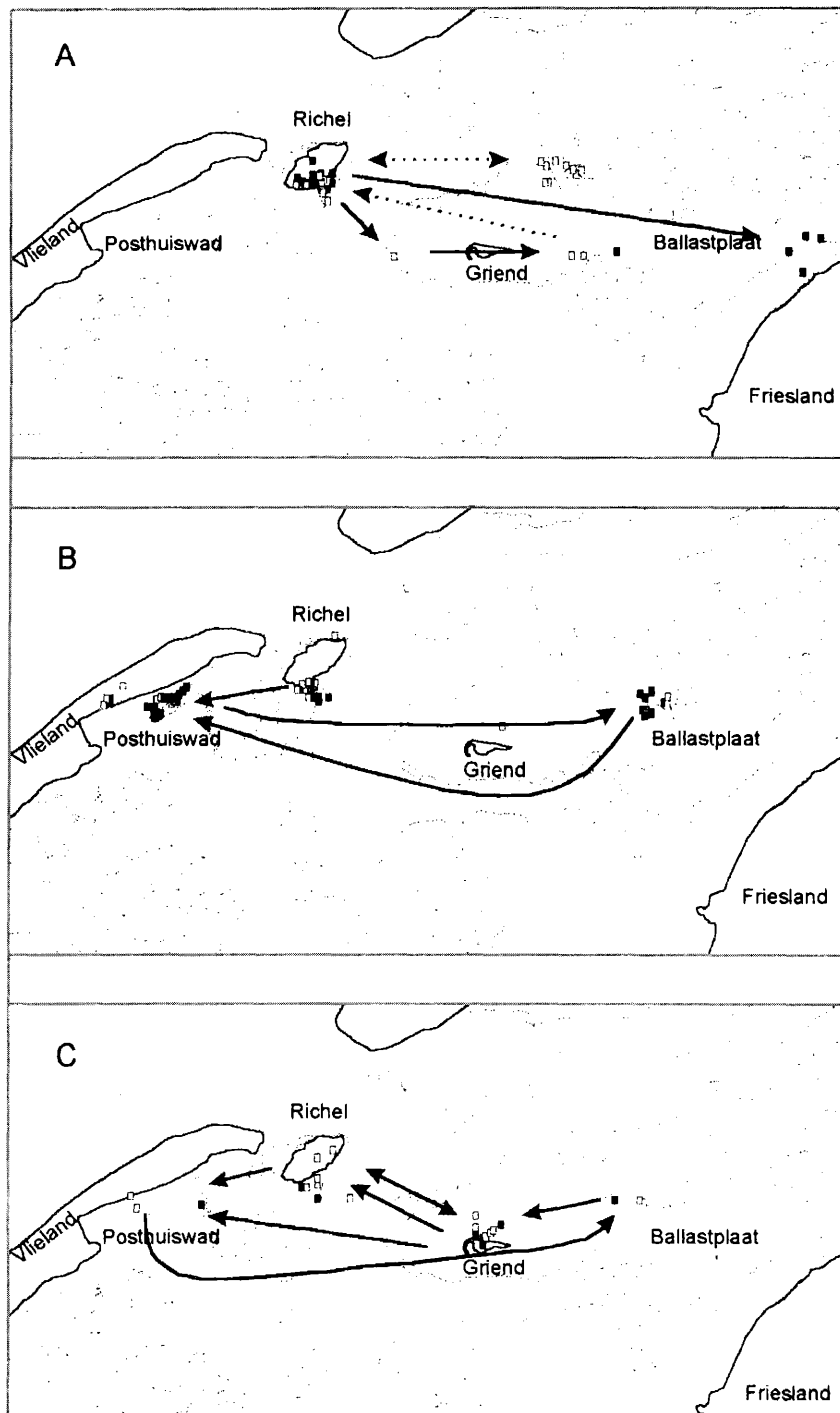 A
Richel
Vlieland
Posthuiswad
Ballastplaat
Griend
Friesland
B
Richel
Vlieland
Posthuiswad
Ballastplaat
Griend
Friesland
C
Richel
Vlieland
Posthuiswad
Ballastplaat
Griend
Friesland